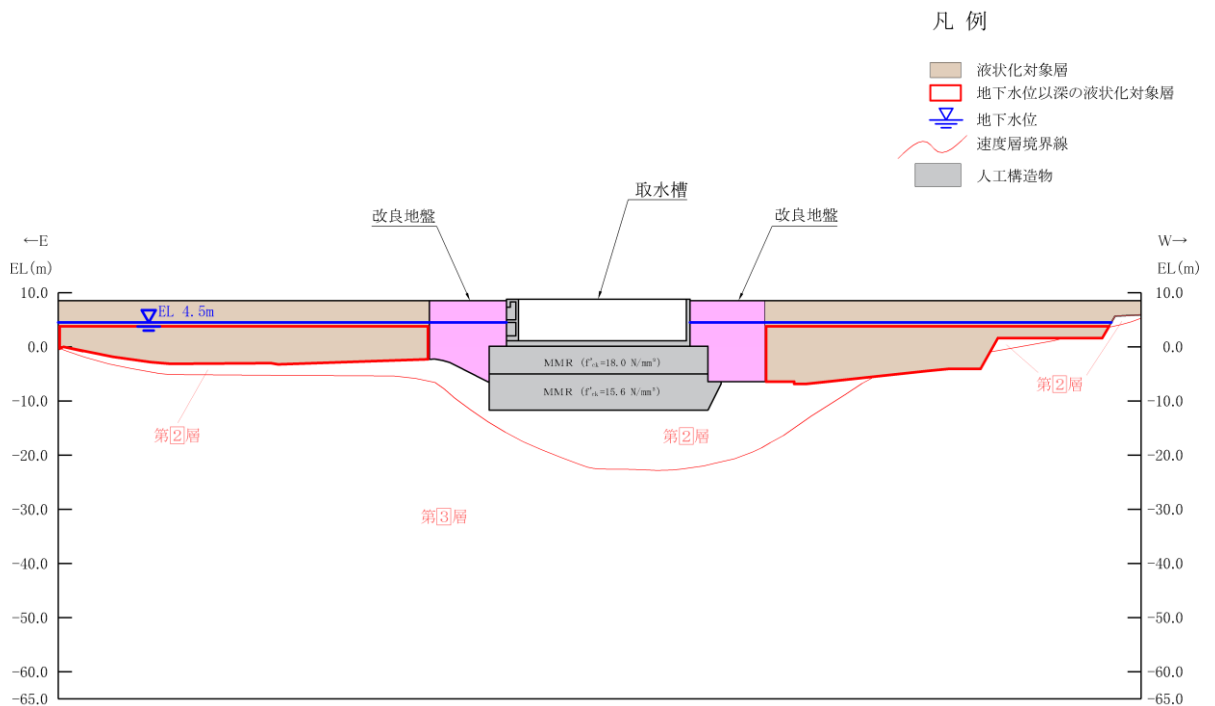 凡 例
液状化対象層
地下水位以深の液状化対象層
地下水位
速度層境界線
人工構造物
取水槽
改良地盤
改良地盤
←E
W→
EL(m)
EL(m)
10.0
10.0
EL 4.5m
0.0
0.0
MMR (f'ck=18.0 N/mm²)
MMR (f'ck=15.6 N/mm²)
第2層
-10.0
-10.0
第2層
第2層
-20.0
-20.0
-30.0
-30.0
第3層
-40.0
-40.0
-50.0
-50.0
-60.0
-60.0
-65.0
-65.0